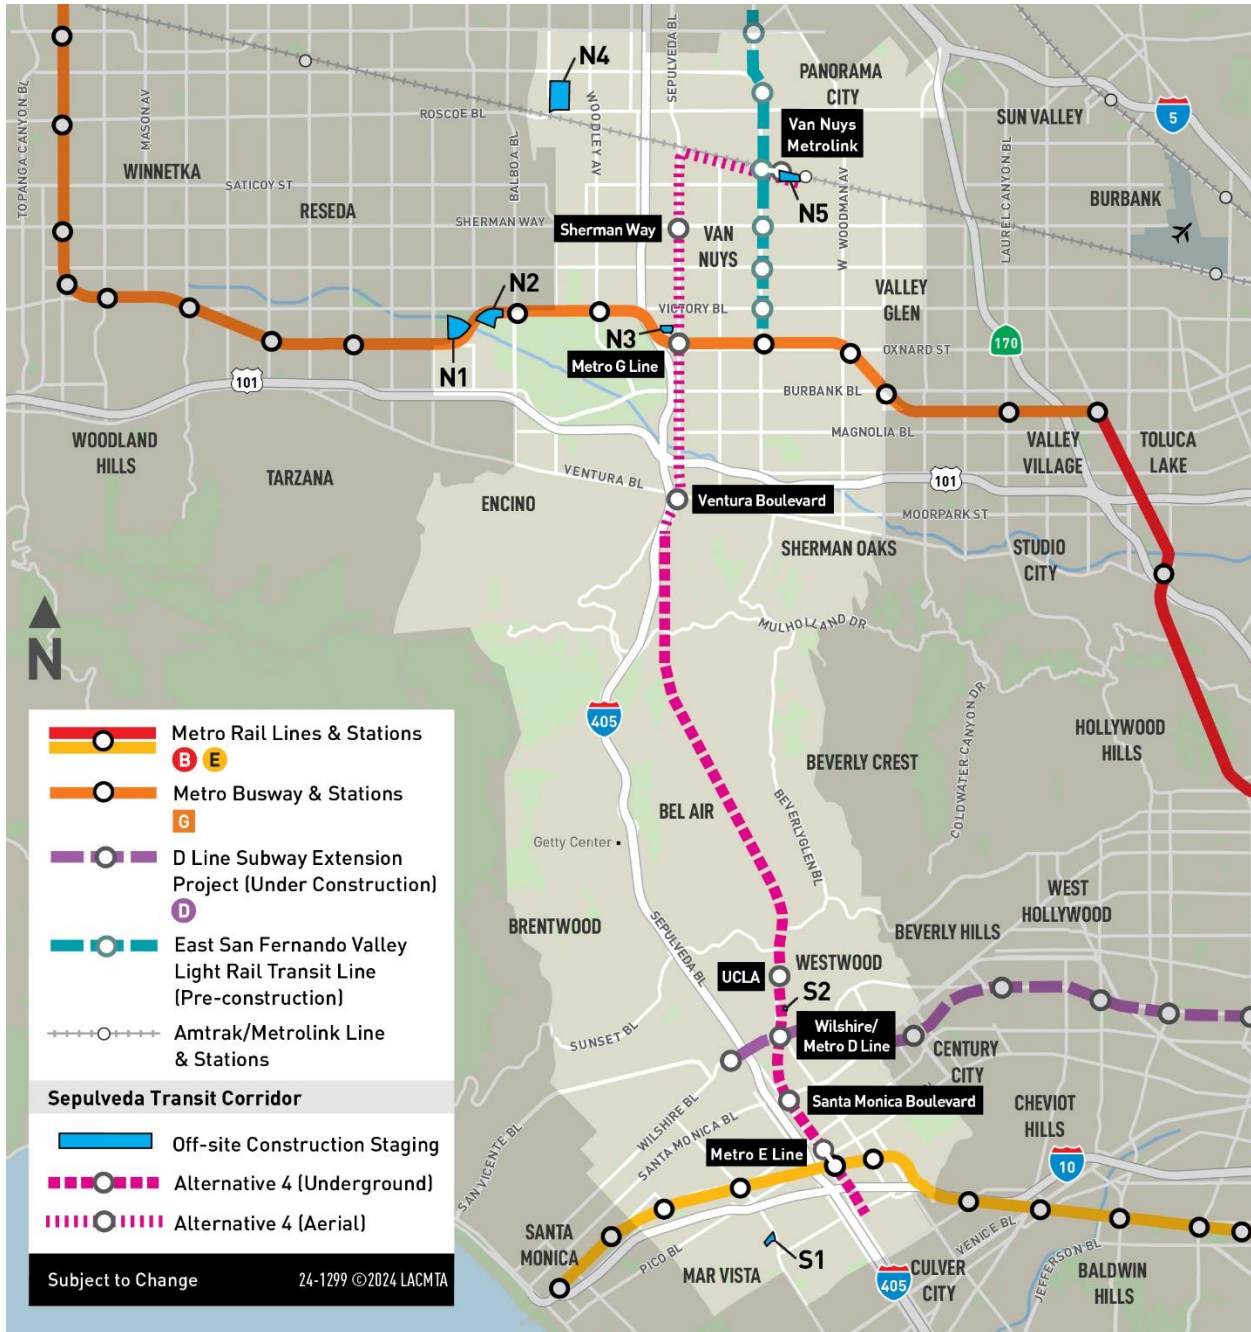 N4
PANORAMA
CITY
SEPULVEDA BL
TOPANGA CANYON BL
MASON AV
ROSCOE BL
BALBOA BL
WOODLEY AV
SUN VALLEY
5
Van Nuys
Metrolink
LAUREL CANYON BL
WINNETKA
SATICOY ST
RESEDA
SHERMAN WAY
Sherman Way
VAN
NUYS
N5
W WOODMAN AV
BURBANK
N2
VICTORY BL
VALLEY
GLEN
N1
N3
Metro G Line
OXNARD ST
170
101
BURBANK BL
MAGNOLIA BL
WOODLAND
HILLS
TARZANA
VENTURA BL
ENCINO
Ventura Boulevard
VALLEY
VILLAGE
TOLUCA
LAKE
101
MOORPARK ST
SHERMAN OAKS
STUDIO
CITY
MULHOLLAND DR
N
405
COLDWATER CANYON DR
HOLLYWOOD
HILLS
BEVERLY CREST
BEL AIR
BEVERLYGLEN BL
Getty Center
WEST
HOLLYWOOD
BRENTWOOD
SEPULVEDA BL
BEVERLY HILLS
UCLA
WESTWOOD
S2
SUNSET BL
Wilshire/
Metro D Line
CENTURY
CITY
WILSHIRE BL
SANTA MONICA BL
BL
Santa Monica Boulevard
CHEVIOT
HILLS
SAN VICENTE BL
Metro E Line
10
SANTA
MONICA
PICO BL
S1
MAR VISTA
VENICE BL
JEFFERSON BL
405
CULVER
CITY
BALDWIN
HILLS
Metro Rail Lines & Stations
B E
Metro Busway & Stations
G
D Line Subway Extension
Project (Under Construction)
D
East San Fernando Valley
Light Rail Transit Line
(Pre-construction)
Amtrak/Metrolink Line
& Stations
Sepulveda Transit Corridor
Off-site Construction Staging
Alternative 4 (Underground)
Alternative 4 (Aerial)
Subject to Change 24-1299 ©2024 LACMTA